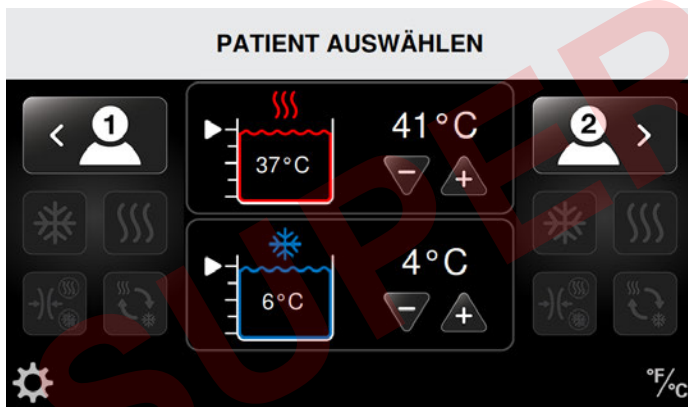 PATIENT AUSWÄHLEN
1
41°C
2
37°C
4°C
6°C
°F/°C
SUPER